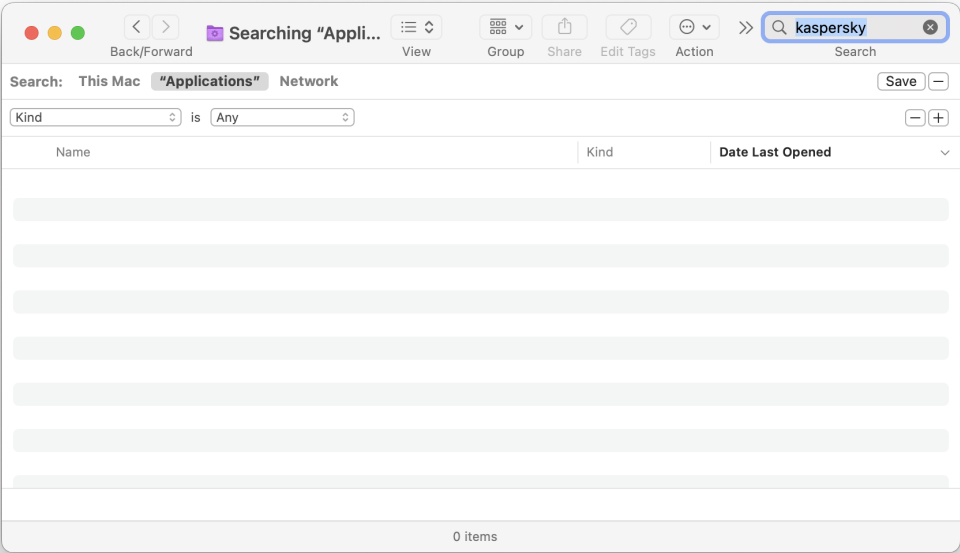 Searching “Appli...
kaspersky
Back/Forward
View
Group
Share
Edit Tags
Action
Search
Search:
This Mac
“Applications”
Network
Save
Kind
is
Any
Name
Kind
Date Last Opened
0 items